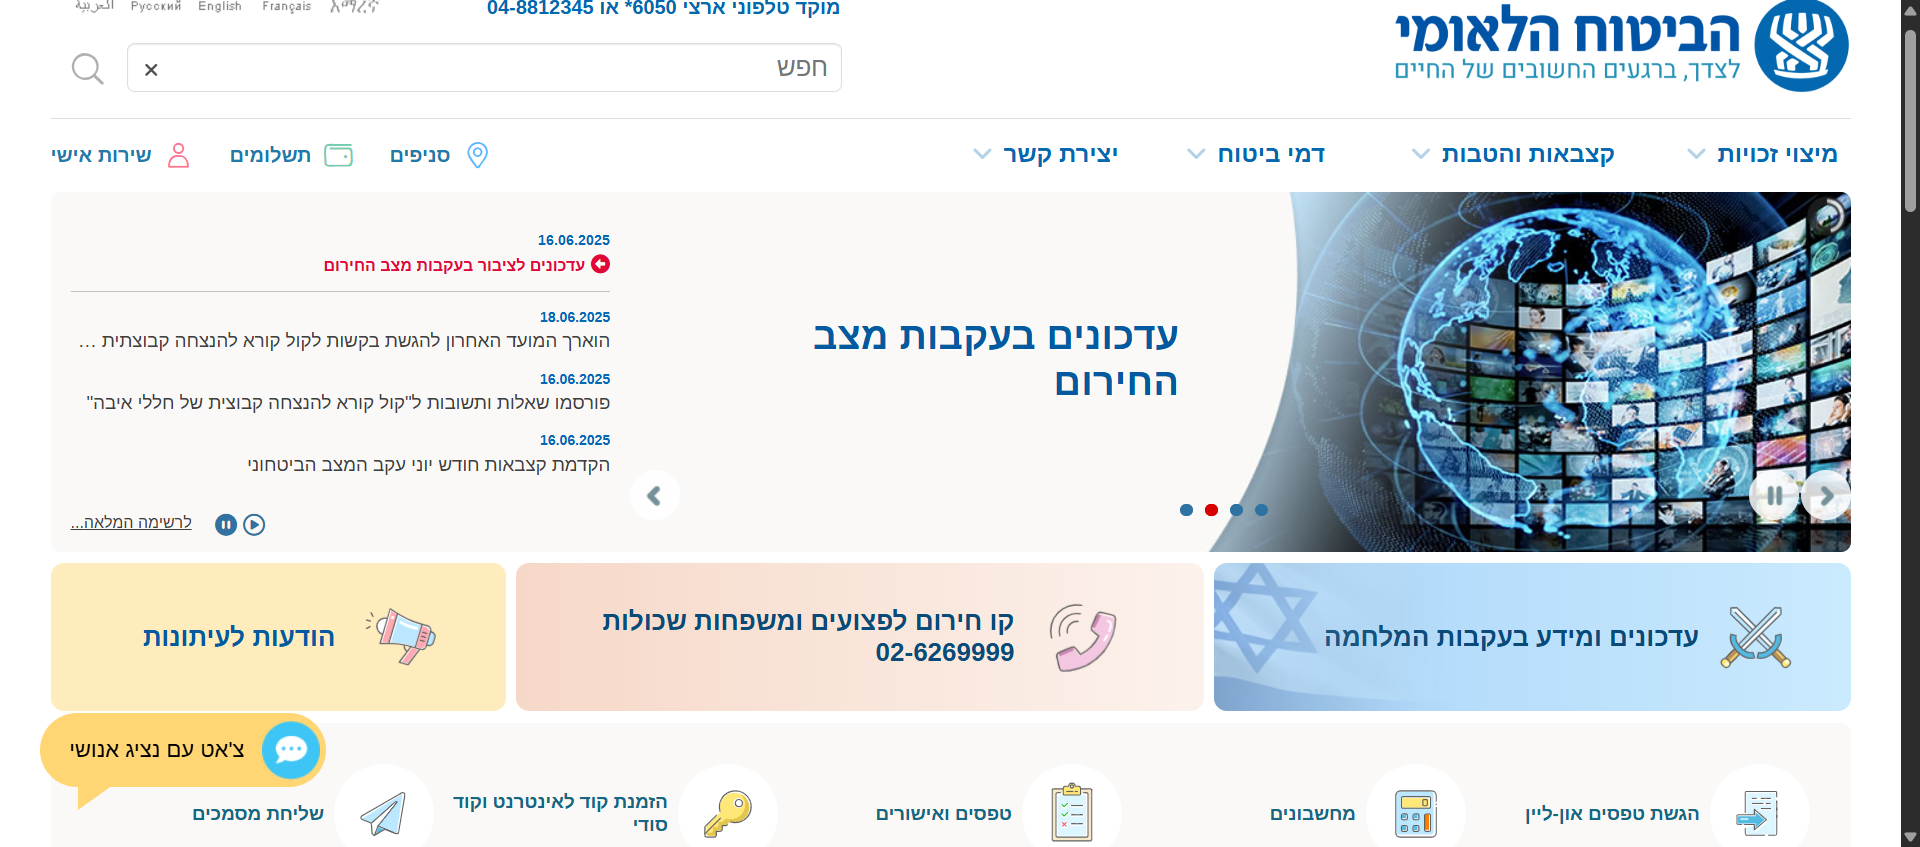 הביטוח הלאומי
לצדך, ברגעים החשובים של החיים
מוקד טלפוני ארצי 6050* או 04-8812345
አማርኛ
Français
English
Русский
العربية
חפש
מיצוי זכויות
קצבאות והטבות
דמי ביטוח
יצירת קשר
סניפים
תשלומים
שירות אישי
עדכונים בעקבות מצב
החירום
16.06.2025
עדכונים לציבור בעקבות מצב החירום
18.06.2025
הוארך המועד האחרון להגשת בקשות לקול קורא להנצחה קבוצתית ...
16.06.2025
פורסמו שאלות ותשובות ל"קול קורא להנצחה קבוצית של חללי איבה"
16.06.2025
הקדמת קצבאות חודש יוני עקב המצב הביטחוני
לרשימה המלאה...
עדכונים ומידע בעקבות המלחמה
קו חירום לפצועים ומשפחות שכולות
02-6269999
הודעות לעיתונות
צ'אט עם נציג אנושי
הגשת טפסים און-ליין
מחשבונים
טפסים ואישורים
הזמנת קוד לאינטרנט וקוד
סודי
שליחת מסמכים